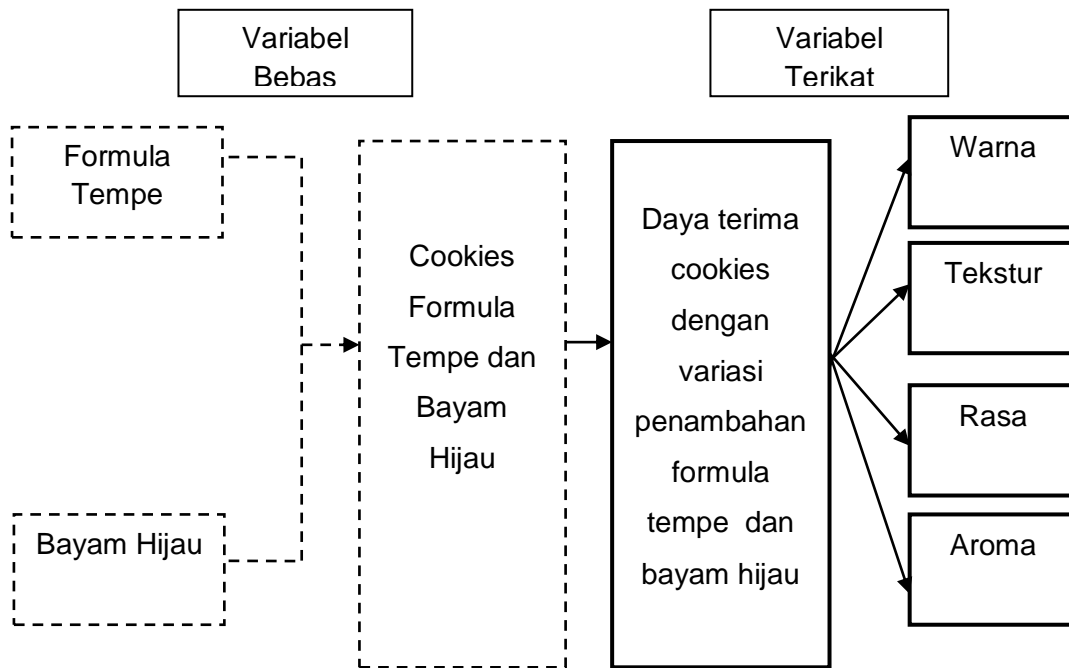 Variabel
Bebas
Variabel
Terikat
Formula
Tempe
Bayam Hijau
Cookies
Formula
Tempe dan
Bayam
Hijau
Daya terima
cookies
dengan
variasi
penambahan
formula
tempe dan
bayam hijau
Warna
Tekstur
Rasa
Aroma